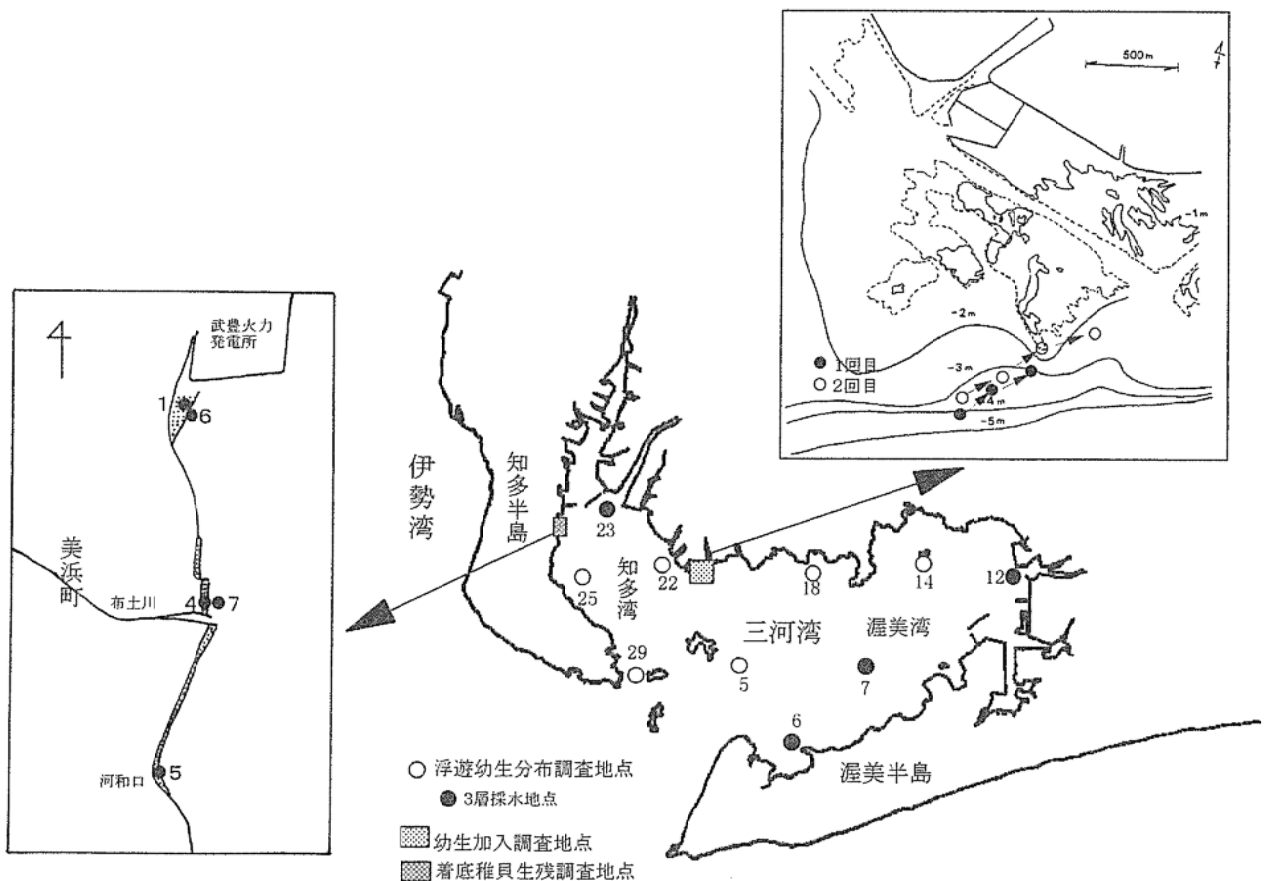 500m
-1m
-2m
-3m
-4m
-5m
● 1回目
○ 2回目
4
武豊火力
発電所
1
6
美浜町
布土川
4
7
河和口
5
伊勢湾
知多半島
23
22
25
知多湾
29
18
14
12
三河湾
渥美湾
5
7
6
渥美半島
○ 浮遊幼生分布調査地点
● 3層採水地点
幼生加入調査地点
着底稚貝生残調査地点